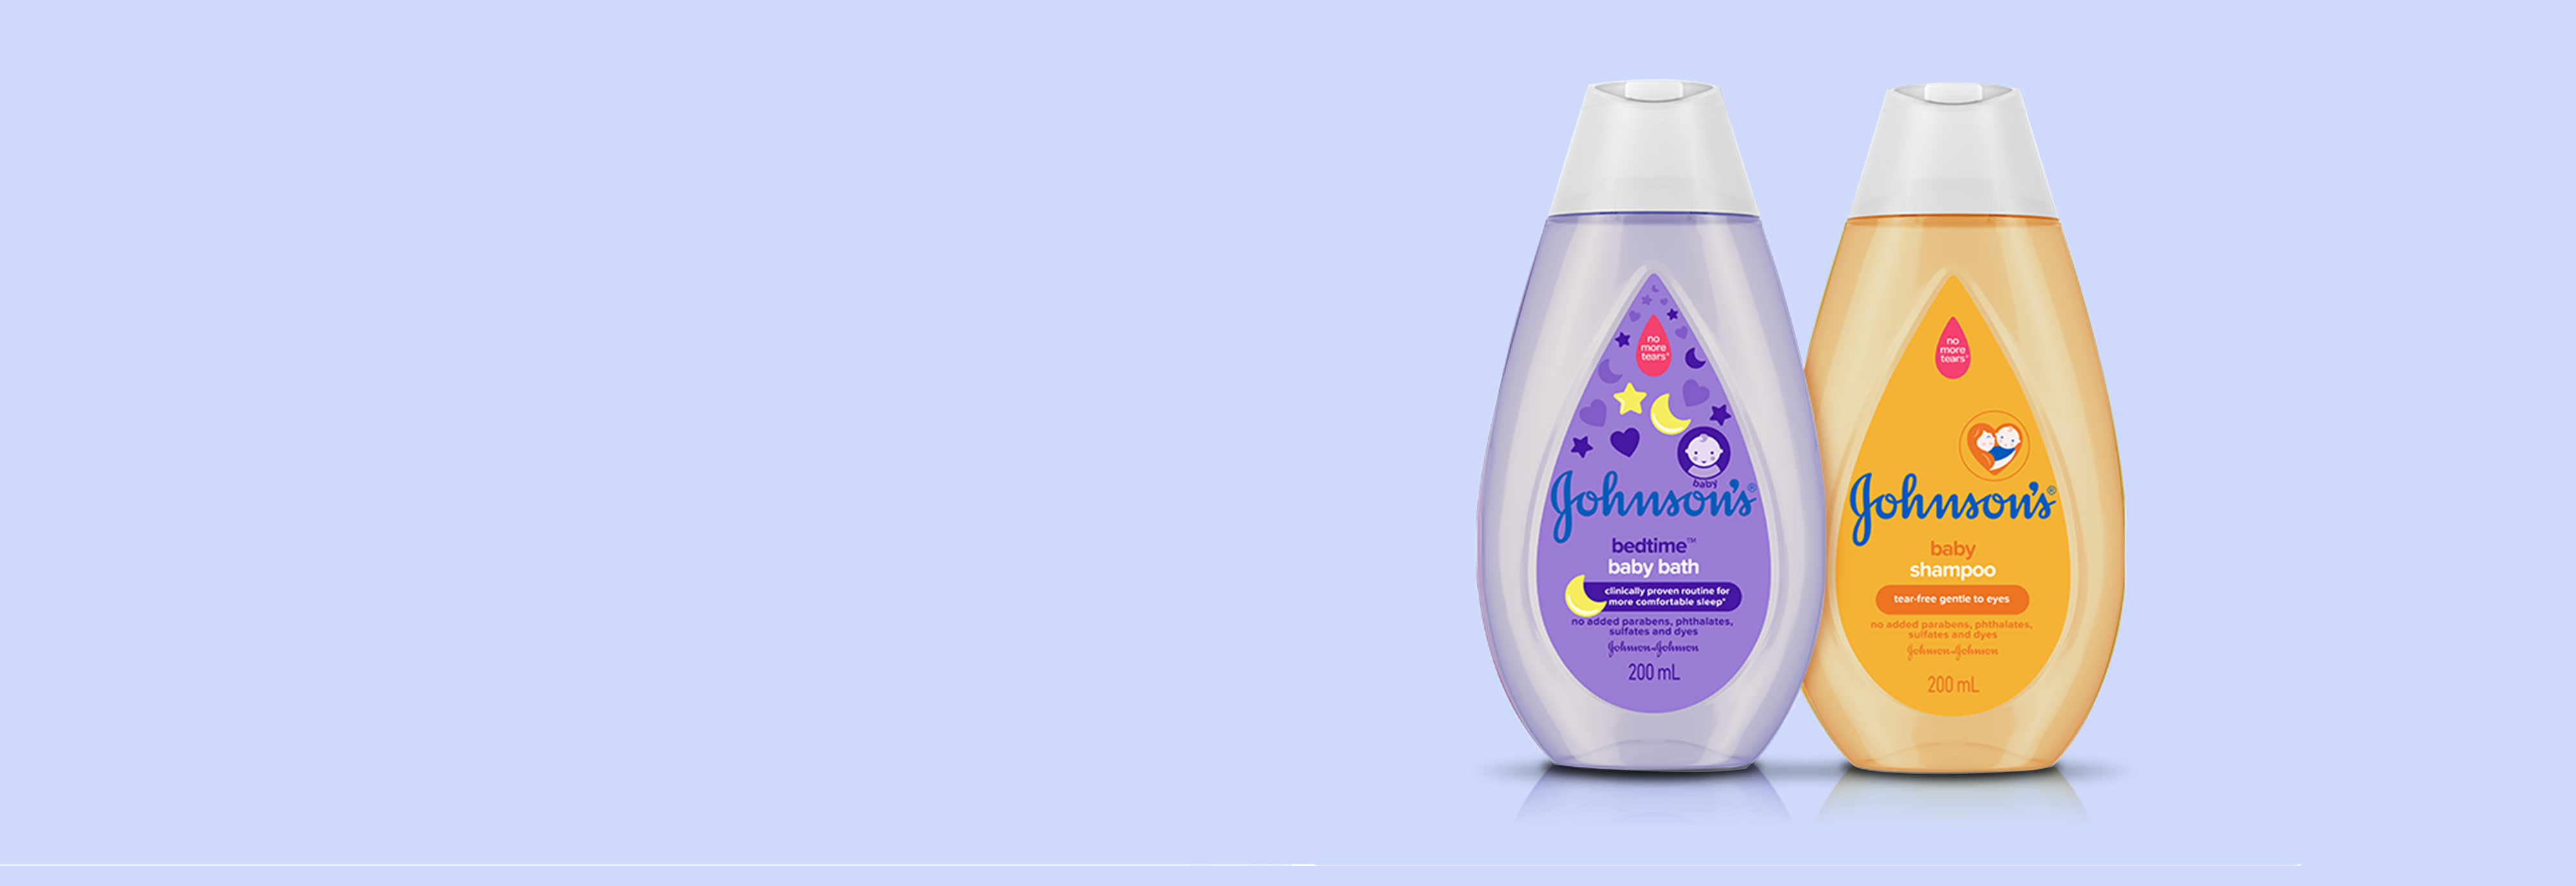 no
more
tears®
baby
Johnson's®
bedtime™
baby bath
clinically proven routine for
more comfortable sleep*
no added parabens, phthalates,
sulfates and dyes
Johnson & Johnson
200 mL
no
more
tears®
Johnson's®
baby
shampoo
tear-free gentle to eyes
no added parabens, phthalates,
sulfates and dyes
Johnson & Johnson
200 mL